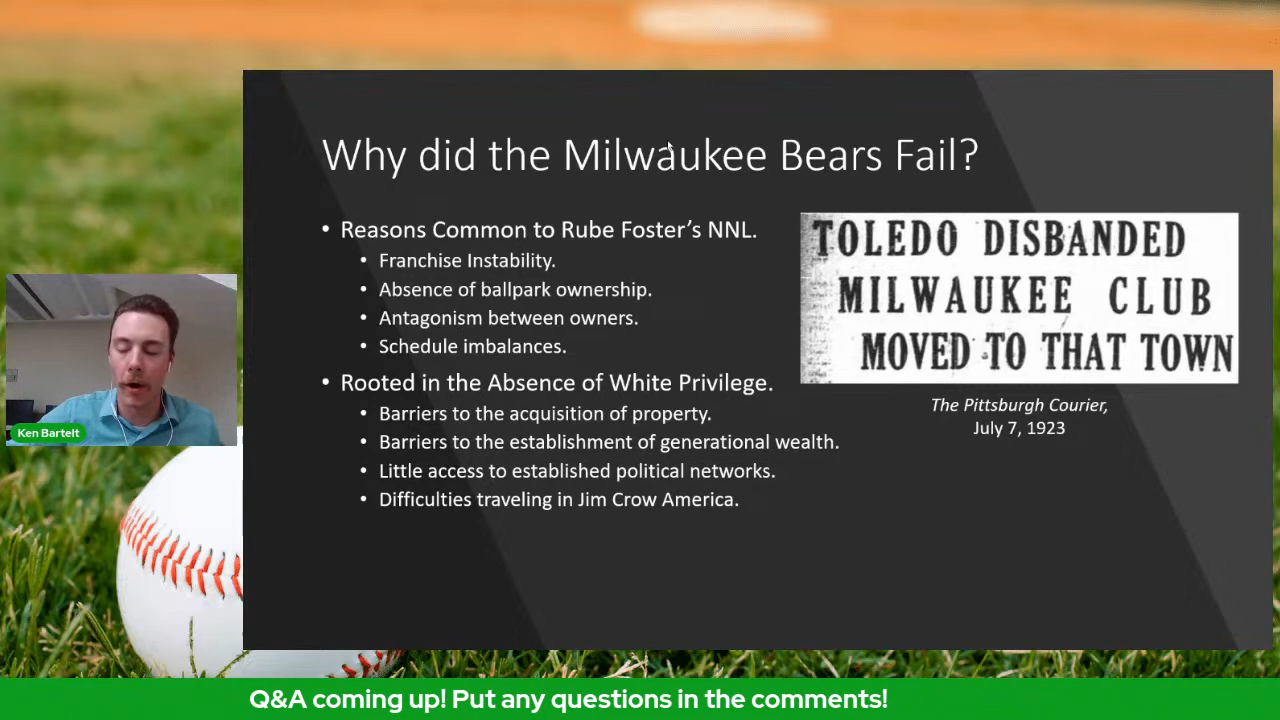 Why did the Milwaukee Bears Fail?
• Reasons Common to Rube Foster’s NNL.
• Franchise Instability.
• Absence of ballpark ownership.
• Antagonism between owners.
• Schedule imbalances.
• Rooted in the Absence of White Privilege.
• Barriers to the acquisition of property.
• Barriers to the establishment of generational wealth.
• Little access to established political networks.
• Difficulties traveling in Jim Crow America.
TOLEDO DISBANDED
MILWAUKEE CLUB
MOVED TO THAT TOWN
The Pittsburgh Courier,
July 7, 1923
Ken Bartelt
Q&A coming up! Put any questions in the comments!